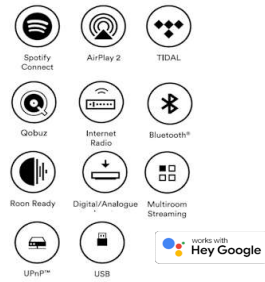 Spotify
Connect
AirPlay 2
TIDAL
Qobuz
Internet
Radio
Bluetooth®
Roon Ready
Digital/Analogue
Multiroom
Streaming
UPnP™
USB
works with
Hey Google